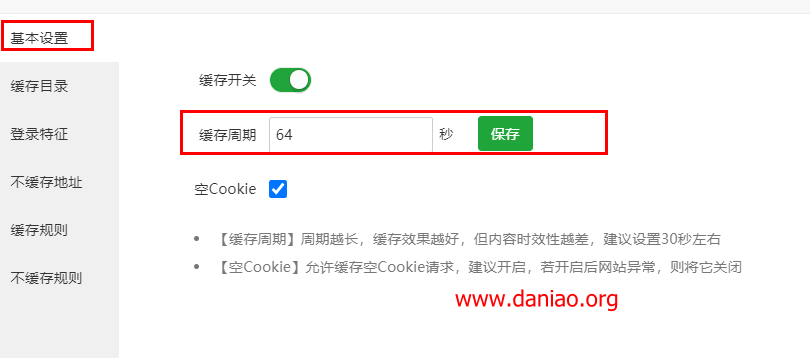 基本设置
缓存目录
登录特征
不缓存地址
缓存规则
不缓存规则
缓存开关
缓存周期 64 秒 保存
空Cookie
【缓存周期】周期越长，缓存效果越好，但内容时效性越差，建议设置30秒左右
【空Cookie】允许缓存空Cookie请求，建议开启，若开启后网站异常，则将它关闭
www.daniao.org